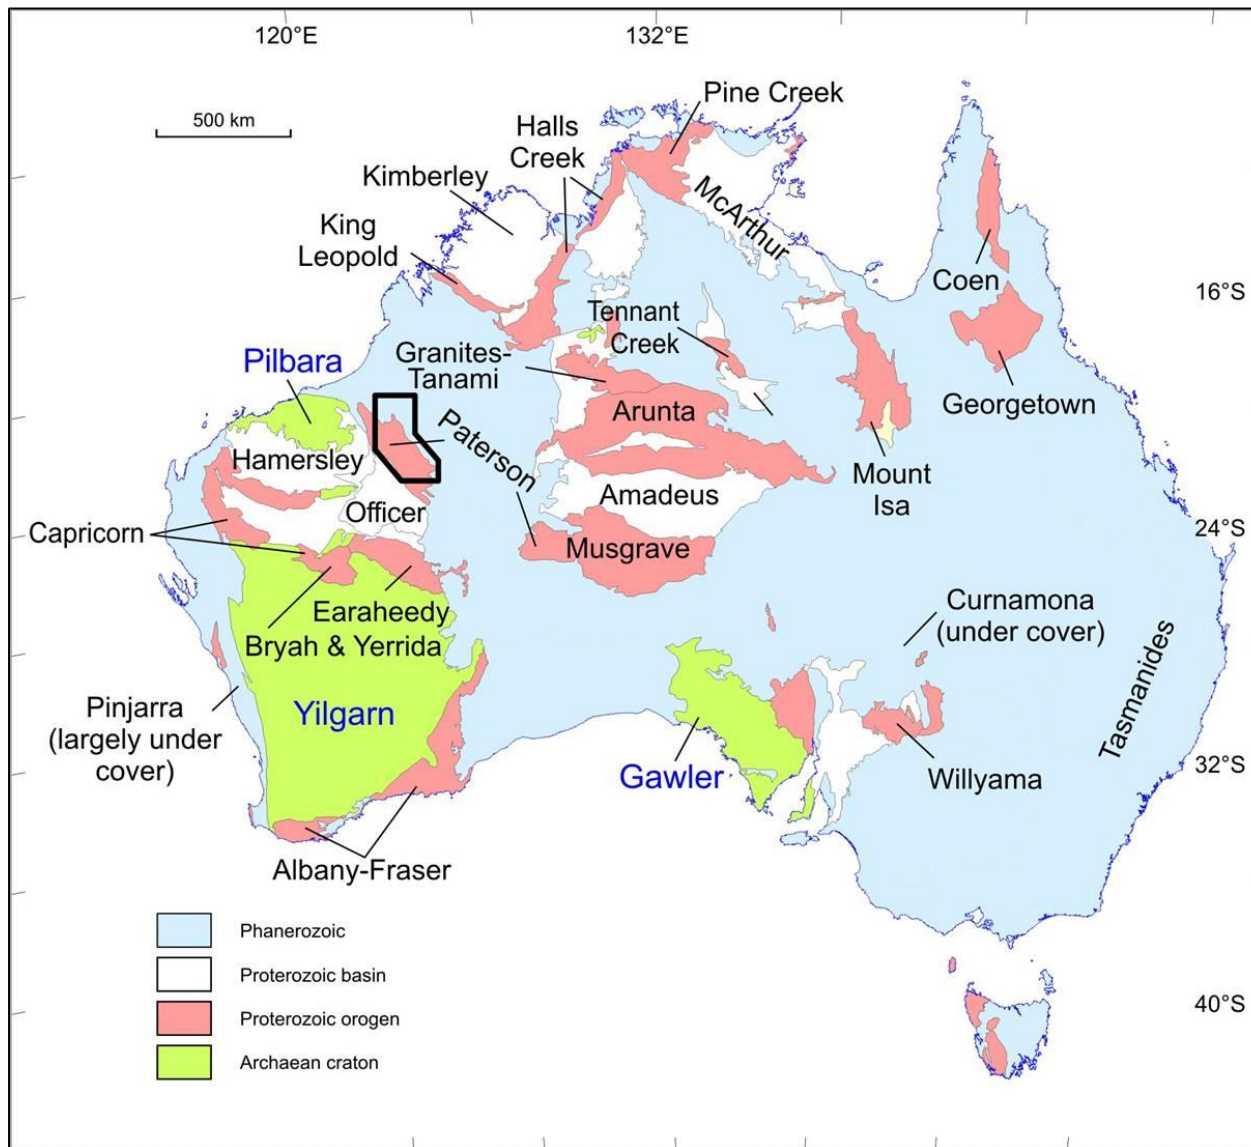 120°E
132°E
500 km
Pine Creek
Halls
Creek
Kimberley
McArthur
King
Leopold
Coen
16°S
Tennant
Creek
Pilbara
Granites-
Tanami
Arunta
Georgetown
Paterson
Hamersley
Mount
Isa
Amadeus
Officer
24°S
Capricorn
Musgrave
Earaheedy
Bryah & Yerrida
Curnamona
(under cover)
Tasmanides
Pinjarra
(largely under
cover)
Yilgarn
Gawler
Willyama
32°S
Albany-Fraser
Phanerozoic
Proterozoic basin
Proterozoic orogen
Archaean craton
40°S